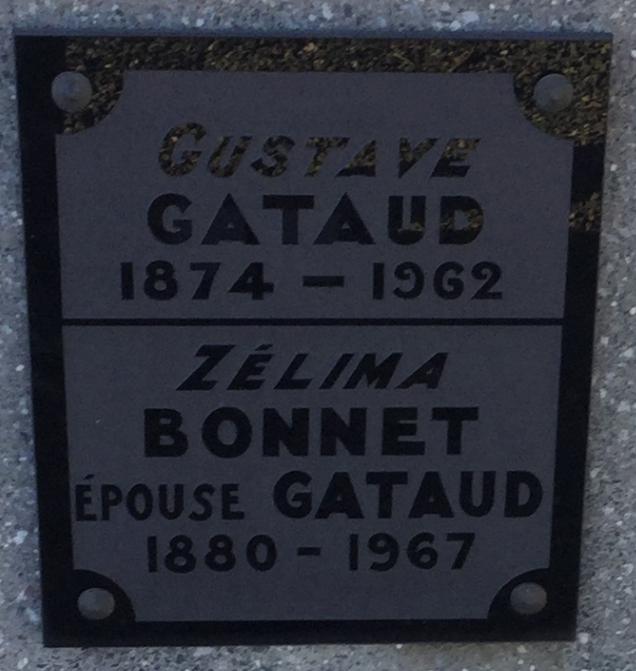 GUSTAVE
GATAUD
1874 – 1962
ZÉLIMA
BONNET
ÉPOUSE GATAUD
1880 – 1967